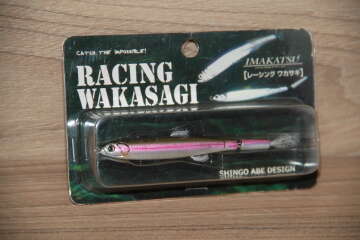 CATCH THE IMPOSSIBLE!
IMAKATSU
RACING
[レーシング ワカサギ]
WAKASAGI
SHINGO ABE DESIGN